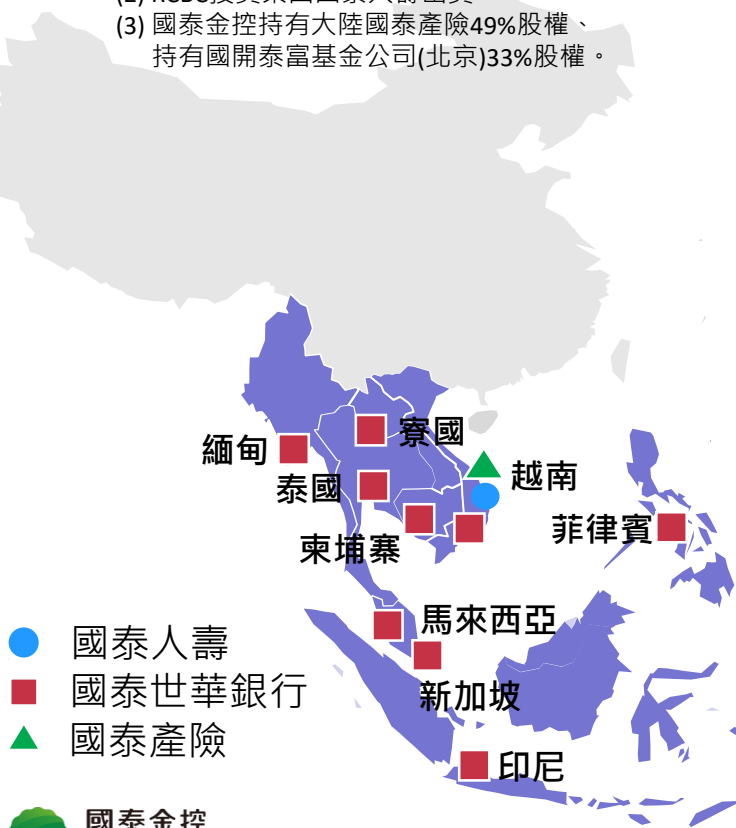 (3) 國泰金控持有大陸國泰產險49%股權、
持有國開泰富基金公司(北京)33%股權。
緬甸
寮國
泰國
越南
柬埔寨
菲律賓
馬來西亞
新加坡
印尼
國泰人壽
國泰世華銀行
國泰產險
國泰金控